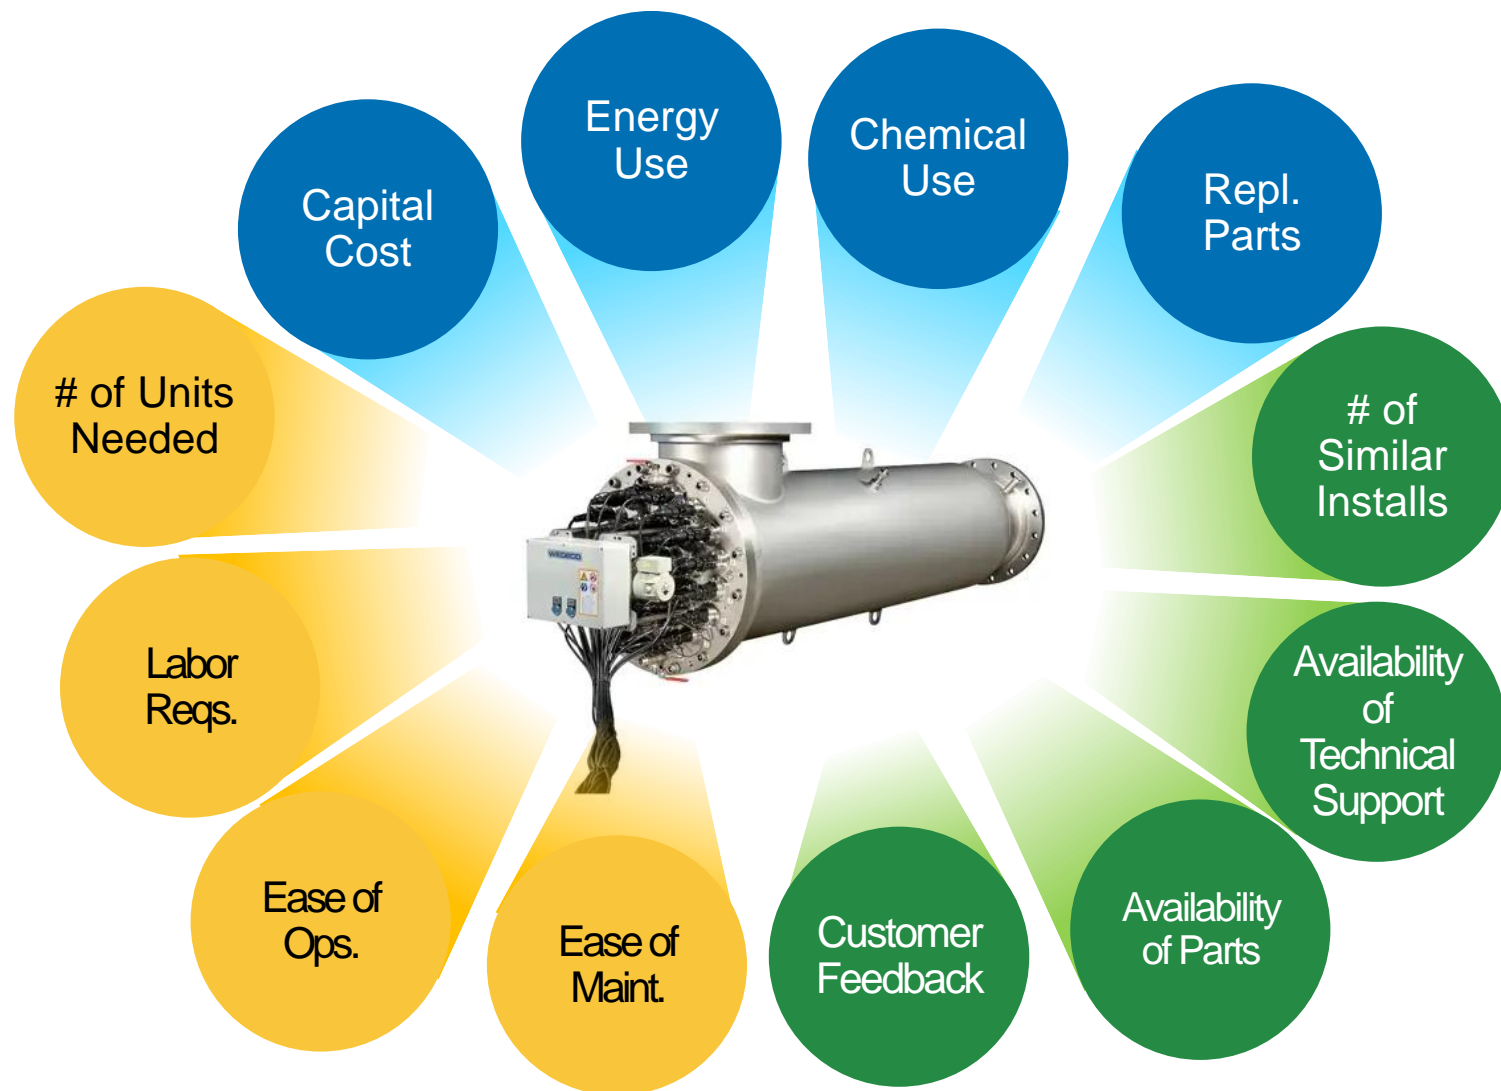 Energy
Use
Chemical
Use
Capital
Cost
Repl.
Parts
# of Units
Needed
# of
Similar
Installs
WEDECO
Labor
Reqs.
Availability
of
Technical
Support
Ease of
Ops.
Ease of
Maint.
Customer
Feedback
Availability
of Parts